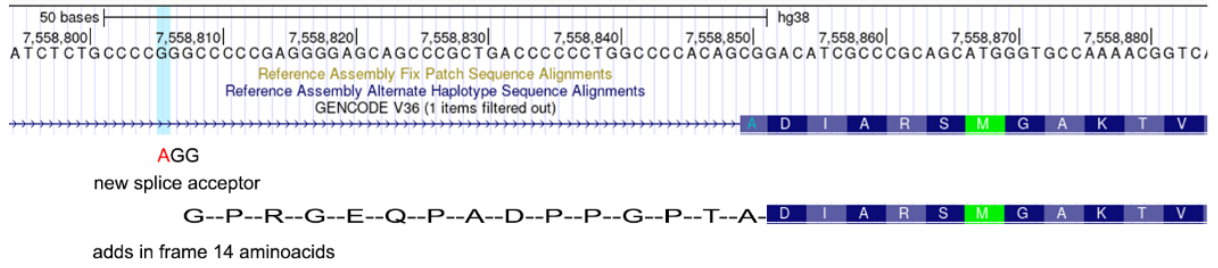 50 bases hg38
7,558,800 7,558,810 7,558,820 7,558,830 7,558,840 7,558,850 7,558,860 7,558,870 7,558,880
ATCTCTGCCCCGGGCCCCCGAGGGGAGCAGCCCGCTGACCCCCCTGGCCCCACAGCGGACATCGCCCGCAGCATGGGTGCCAAAACGGTCA
Reference Assembly Fix Patch Sequence Alignments
Reference Assembly Alternate Haplotype Sequence Alignments
GENCODE V36 (1 items filtered out)
A D I A R S M G A K T V
AGG
new splice acceptor
G--P--R--G--E--Q--P--A--D--P--P--G--P--T--A- D I A R S M G A K T V
adds in frame 14 aminoacids